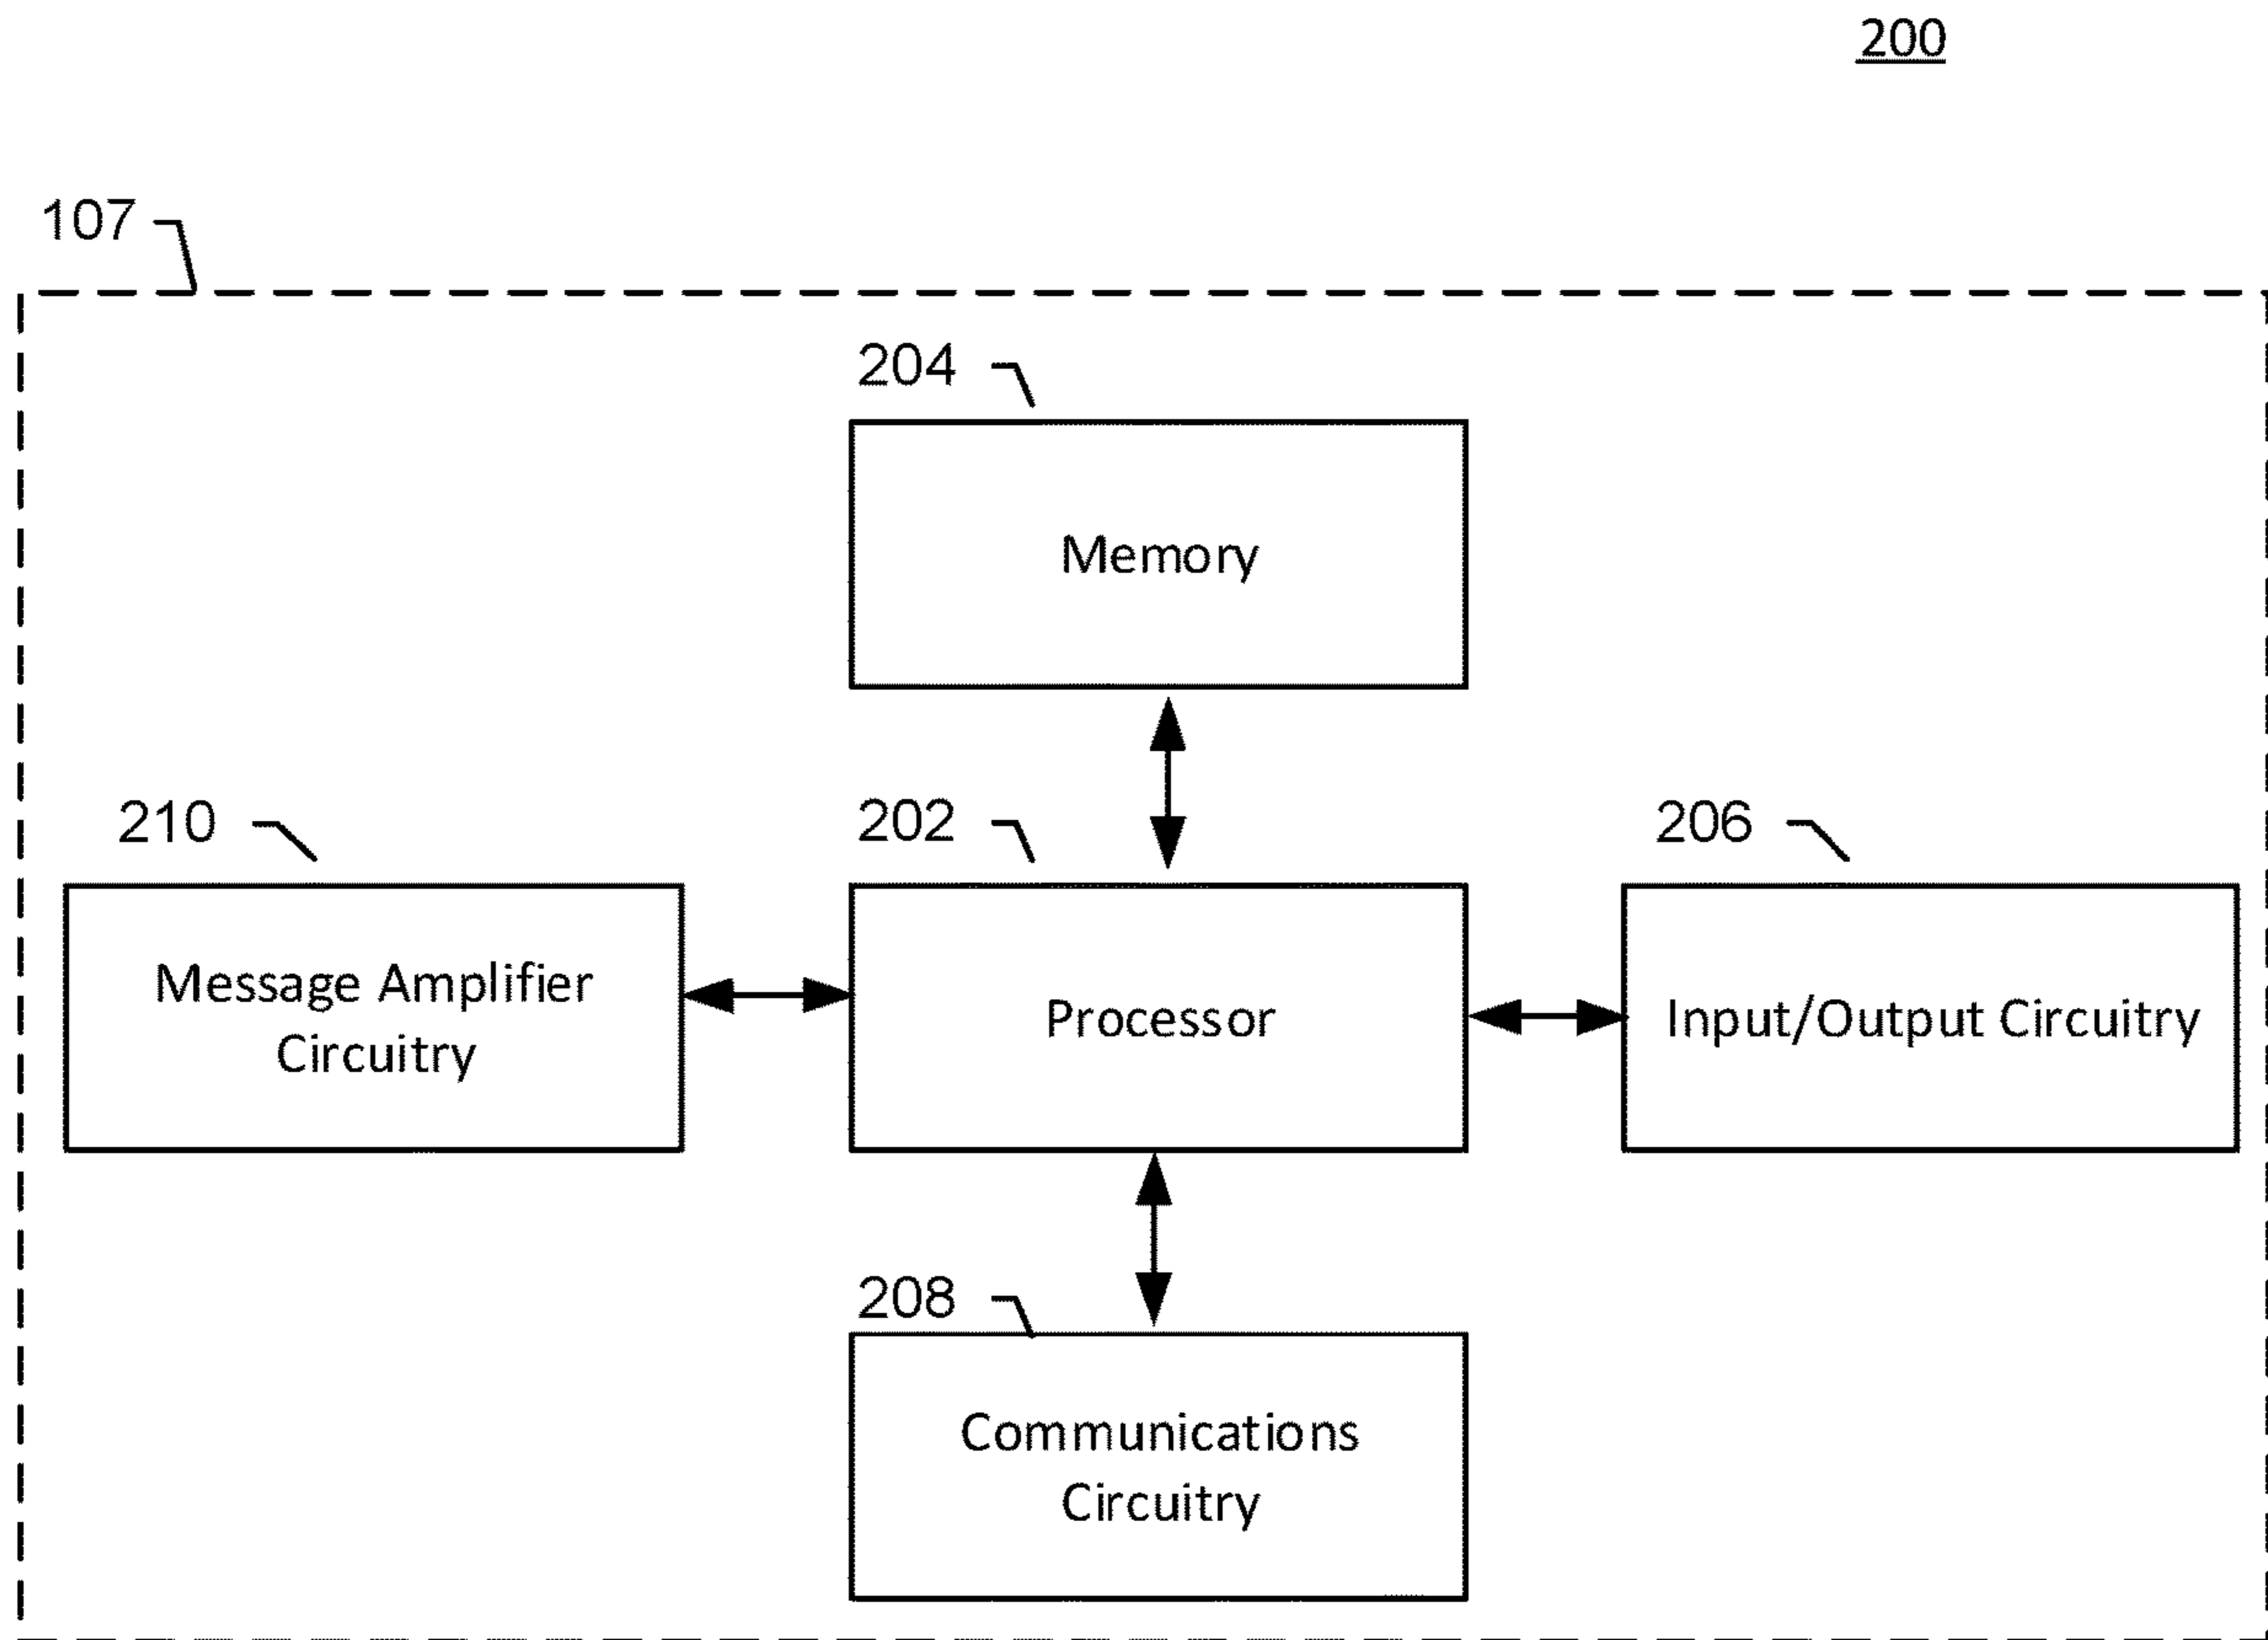 200
107
204
Memory
210
202
206
Message Amplifier
Circuitry
Processor
Input/Output Circuitry
208
Communications
Circuitry